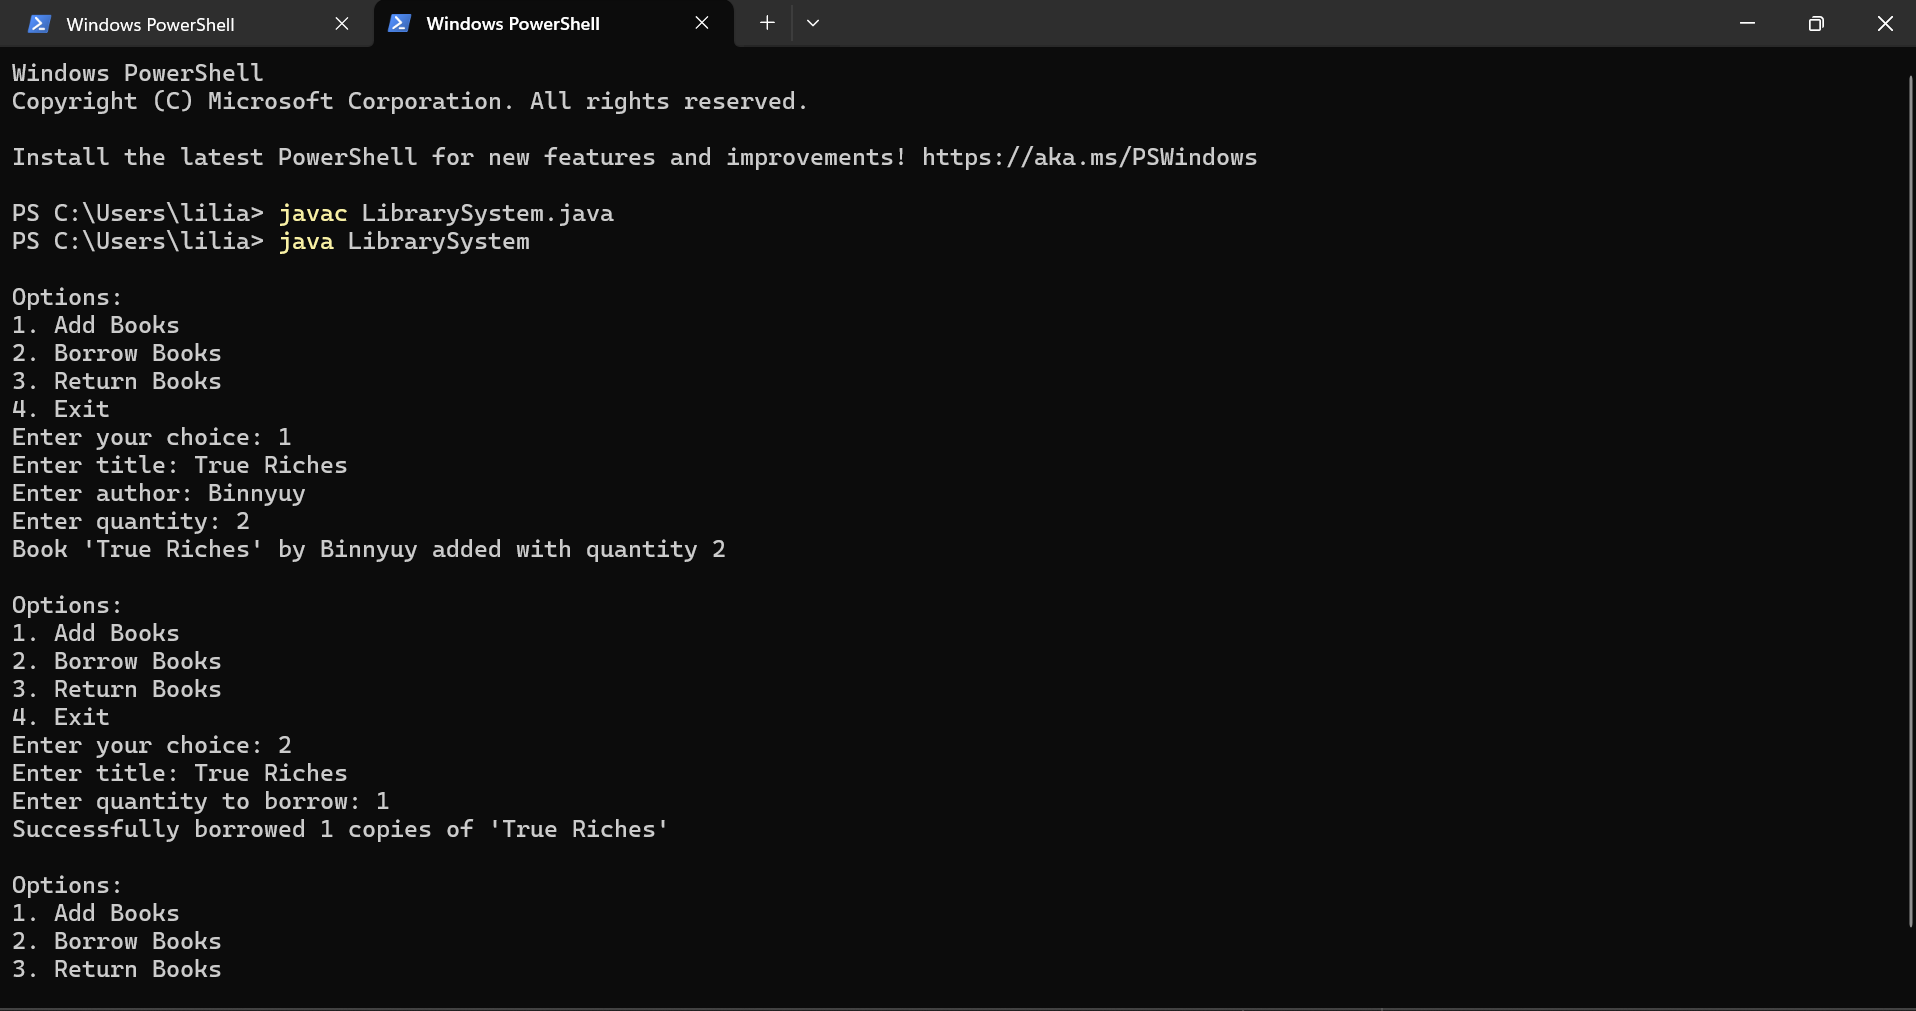 Windows PowerShell
Windows PowerShell
Windows PowerShell
Copyright (C) Microsoft Corporation. All rights reserved.
Install the latest PowerShell for new features and improvements! https://aka.ms/PSWindows
PS C:\Users\lilia> javac LibrarySystem.java
PS C:\Users\lilia> java LibrarySystem
Options:
1. Add Books
2. Borrow Books
3. Return Books
4. Exit
Enter your choice: 1
Enter title: True Riches
Enter author: Binnyuy
Enter quantity: 2
Book 'True Riches' by Binnyuy added with quantity 2
Options:
1. Add Books
2. Borrow Books
3. Return Books
4. Exit
Enter your choice: 2
Enter title: True Riches
Enter quantity to borrow: 1
Successfully borrowed 1 copies of 'True Riches'
Options:
1. Add Books
2. Borrow Books
3. Return Books